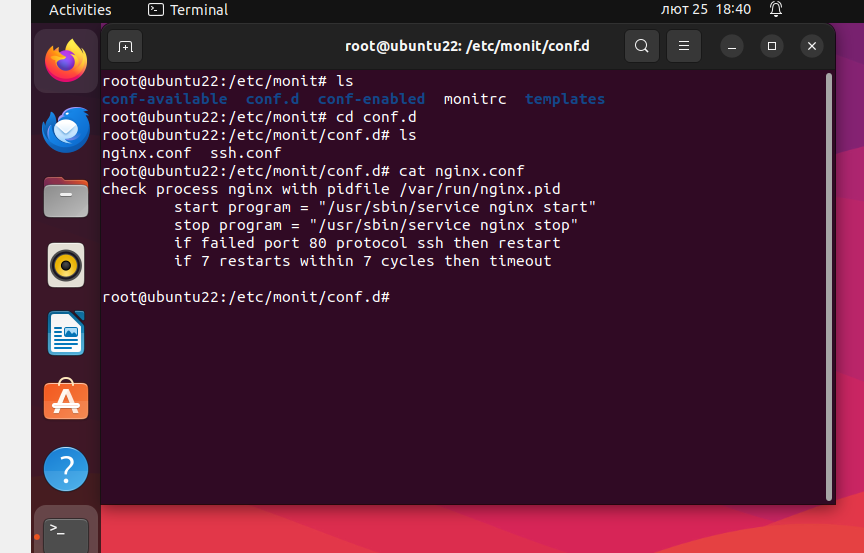 Activities Terminal лют 25 18:40
root@ubuntu22: /etc/monit/conf.d
root@ubuntu22:/etc/monit# ls
conf-available conf.d conf-enabled monitrc templates
root@ubuntu22:/etc/monit# cd conf.d
root@ubuntu22:/etc/monit/conf.d# ls
nginx.conf ssh.conf
root@ubuntu22:/etc/monit/conf.d# cat nginx.conf
check process nginx with pidfile /var/run/nginx.pid
start program = "/usr/sbin/service nginx start"
stop program = "/usr/sbin/service nginx stop"
if failed port 80 protocol ssh then restart
if 7 restarts within 7 cycles then timeout
root@ubuntu22:/etc/monit/conf.d#